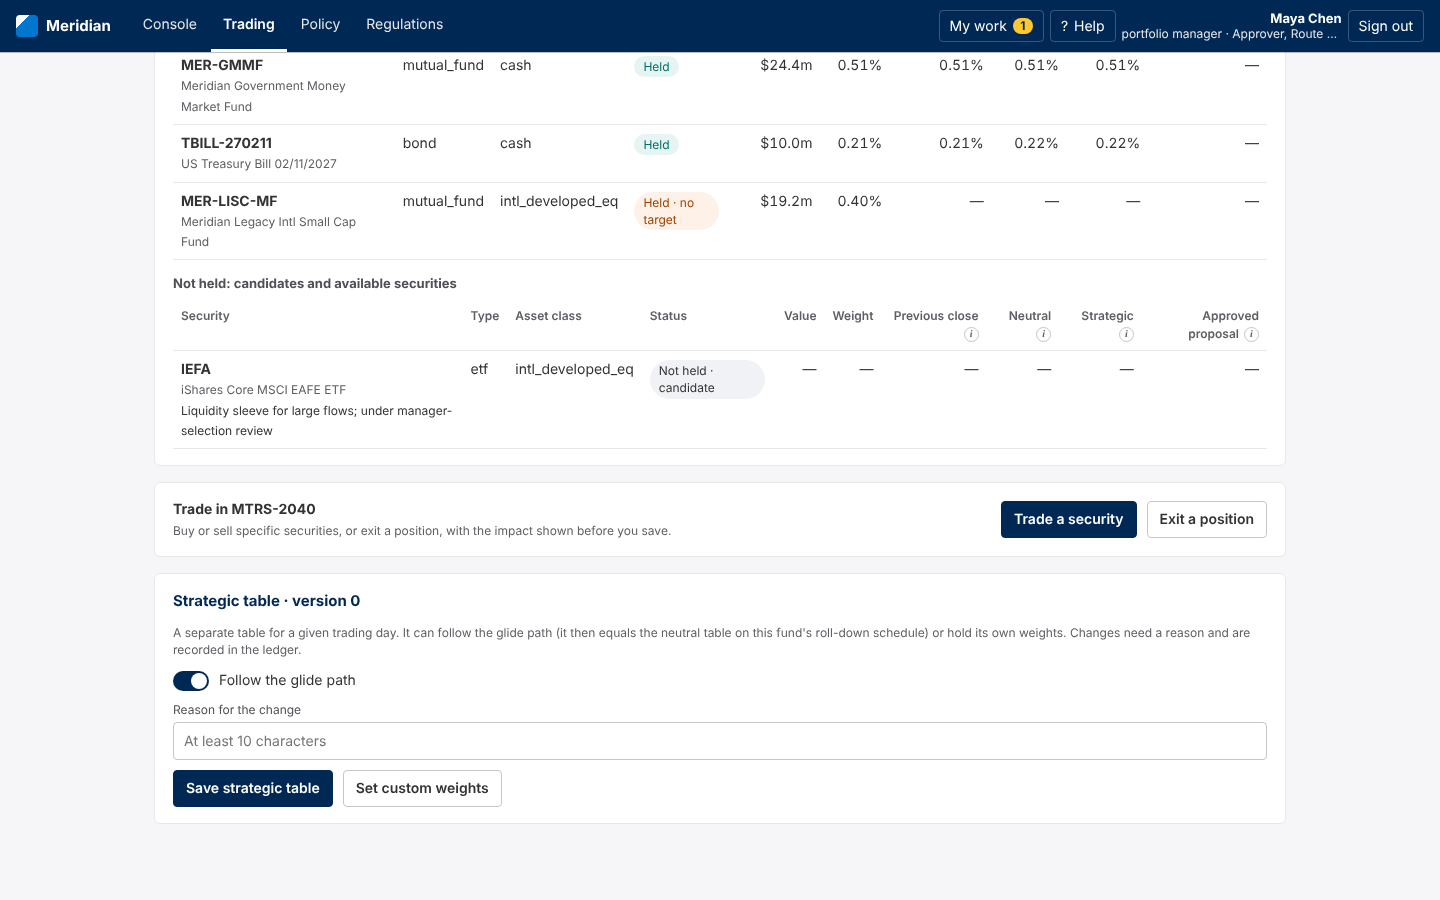 Meridian
Console
Trading
Policy
Regulations
My work 1
? Help
Maya Chen
portfolio manager · Approver, Route ...
Sign out
MER-GMMF mutual_fund cash Held $24.4m 0.51% 0.51% 0.51% 0.51% —
Meridian Government Money
Market Fund
TBILL-270211 bond cash Held $10.0m 0.21% 0.21% 0.22% 0.22% —
US Treasury Bill 02/11/2027
MER-LISC-MF mutual_fund intl_developed_eq Held · no target $19.2m 0.40% — — — —
Meridian Legacy Intl Small Cap
Fund
Not held: candidates and available securities
Security Type Asset class Status Value Weight Previous close i Neutral i Strategic i Approved proposal i
IEFA etf intl_developed_eq Not held · candidate — — — — — —
iShares Core MSCI EAFE ETF
Liquidity sleeve for large flows; under manager-
selection review
Trade in MTRS-2040
Buy or sell specific securities, or exit a position, with the impact shown before you save.
Trade a security
Exit a position
Strategic table · version 0
A separate table for a given trading day. It can follow the glide path (it then equals the neutral table on this fund's roll-down schedule) or hold its own weights. Changes need a reason and are
recorded in the ledger.
Follow the glide path
Reason for the change
At least 10 characters
Save strategic table
Set custom weights